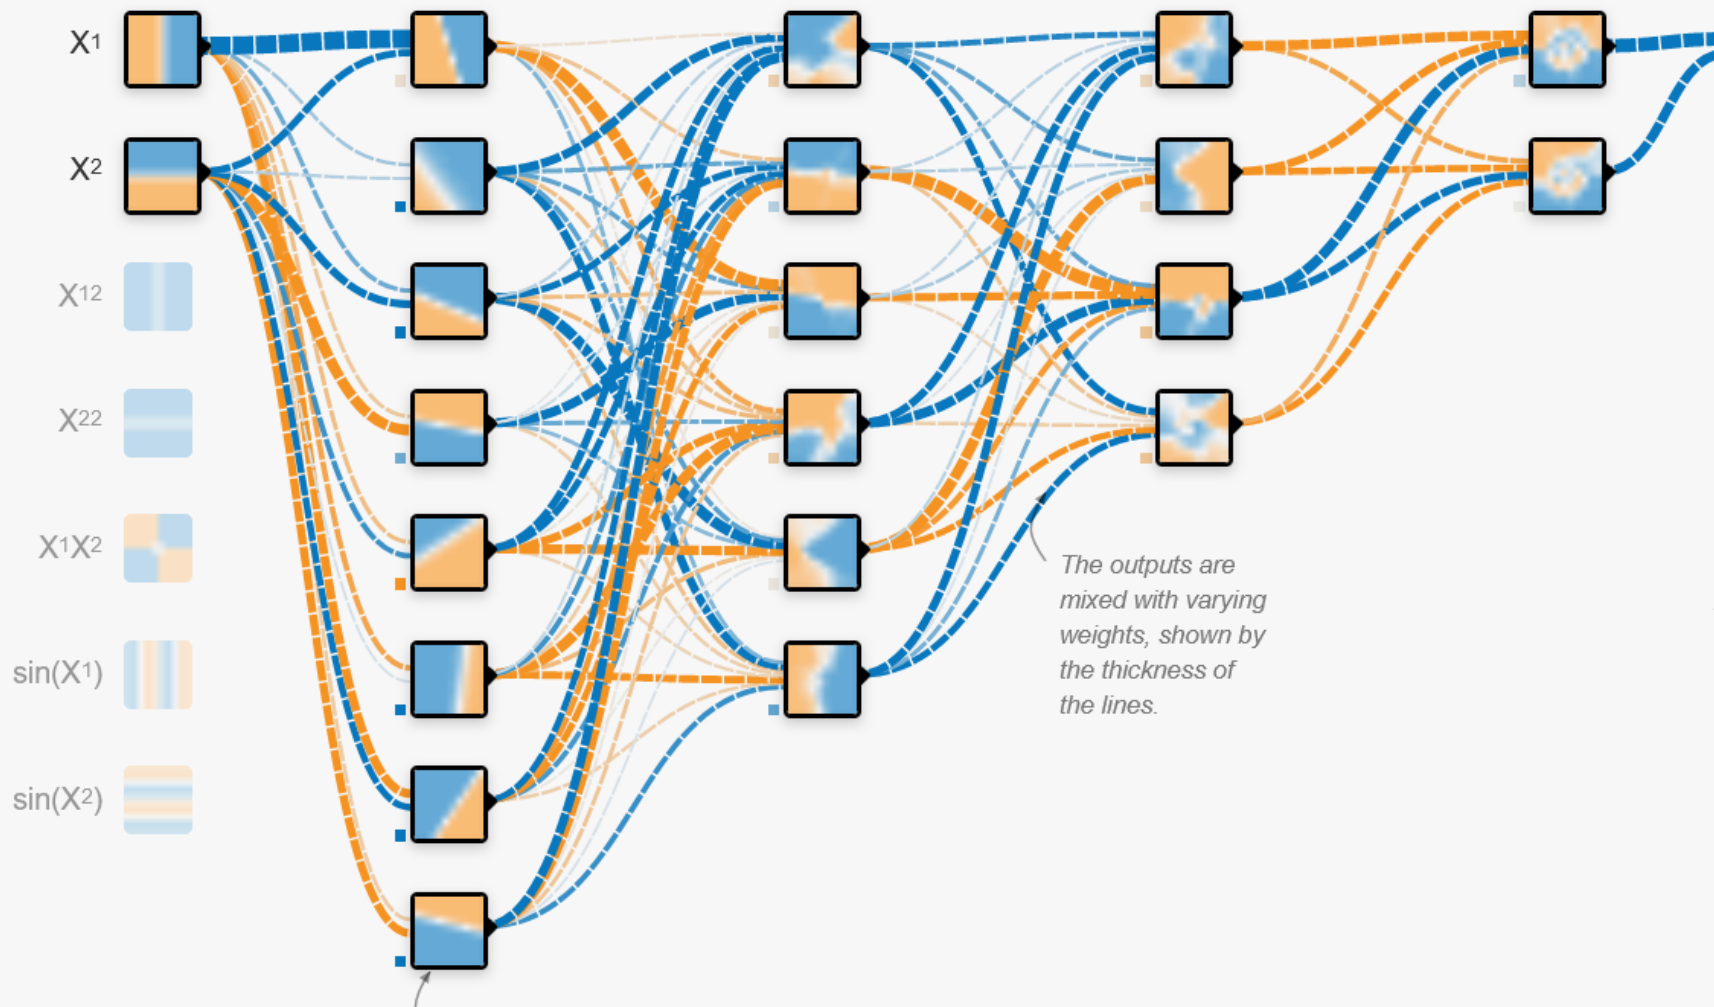 X1
X2
X12
X22
X1X2
sin(X1)
sin(X2)
The outputs are
mixed with varying
weights, shown by
the thickness of
the lines.